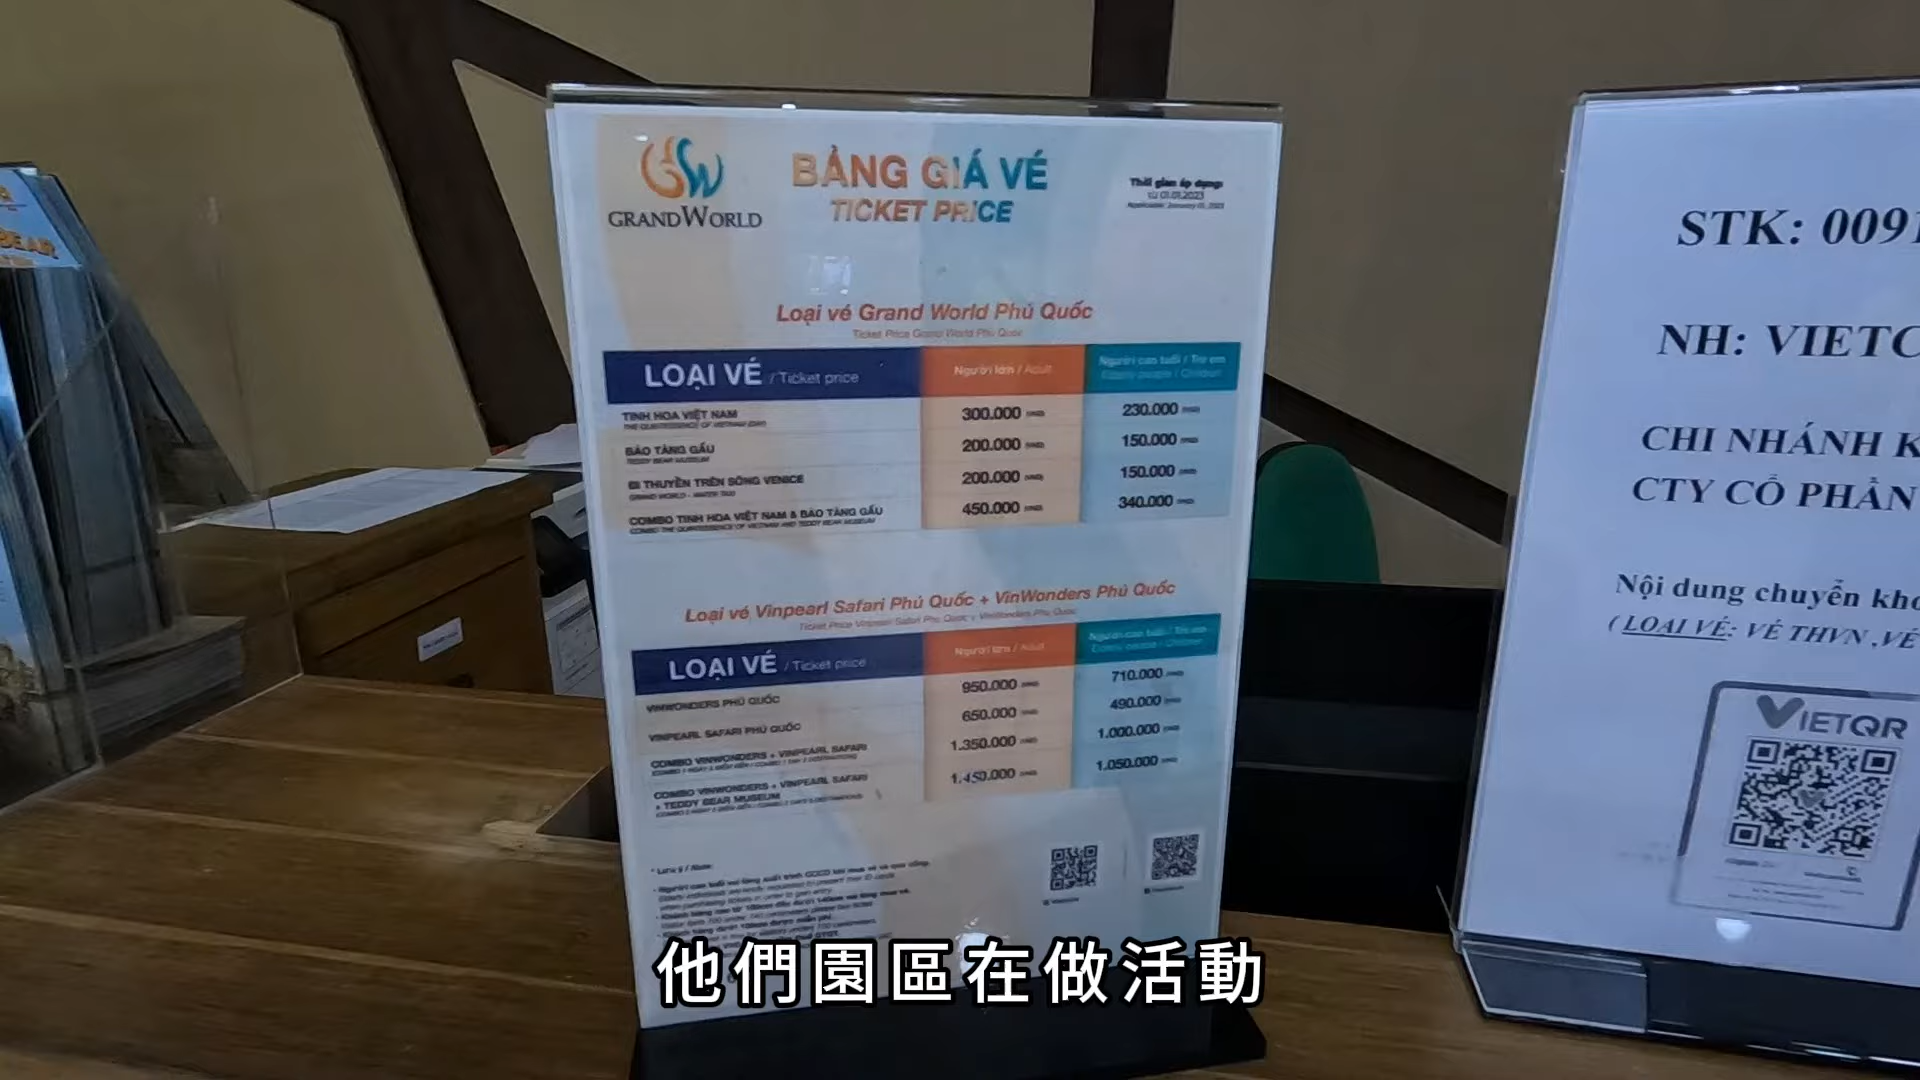 BEAR
GRANDWORLD
BẢNG GIÁ VÉ
TICKET PRICE
Thời gian áp dụng:
từ 01.01.2023
Applicable: January 01, 2023
Loại vé Grand World Phú Quốc
Ticket Price Grand World Phú Quốc
LOẠI VÉ / Ticket price
Người lớn / Adult
Người cao tuổi / Trẻ em
Elderly people / Children
TINH HOA VIỆT NAM
300.000
230.000
THE QUINTESSENCE OF VIETNAM
BẢO TÀNG GẤU
200.000
150.000
TEDDY BEAR MUSEUM
ĐI THUYỀN TRÊN SÔNG VENICE
200.000
150.000
GRAND WORLD - WATER TAXI
COMBO TINH HOA VIỆT NAM & BẢO TÀNG GẤU
450.000
340.000
COMBO THE QUINTESSENCE OF VIETNAM AND TEDDY BEAR MUSEUM
Loại vé Vinpearl Safari Phú Quốc + VinWonders Phú Quốc
Ticket Price Vinpearl Safari Phú Quốc + VinWonders Phú Quốc
LOẠI VÉ / Ticket price
Người lớn / Adult
Người cao tuổi / Trẻ em
Elderly people / Children
VINWONDERS PHÚ QUỐC
950.000
710.000
VINPEARL SAFARI PHÚ QUỐC
650.000
490.000
COMBO VINWONDERS + VINPEARL SAFARI
1.350.000
1.000.000
COMBO VINWONDERS + VINPEARL SAFARI
+ TEDDY BEAR MUSEUM
1.450.000
1.050.000
* Lưu ý / Note:
STK: 0091
NH: VIETC
CHI NHÁNH K
CTY CỔ PHẦN
Nội dung chuyển kho
( LOẠI VÉ: VÉ THVN ,VÉ
VIETQR
他們園區在做活動